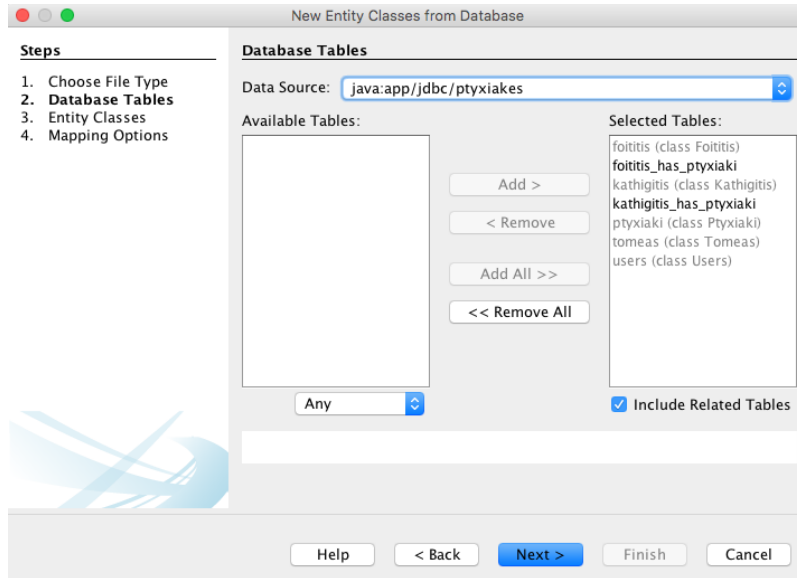 New Entity Classes from Database
Steps
1. Choose File Type
2. Database Tables
3. Entity Classes
4. Mapping Options
Database Tables
Data Source: java:app/jdbc/ptyxiakes
Available Tables:
Any
Add >
< Remove
Add All >>
<< Remove All
Selected Tables:
foititis (class Foititis)
foititis_has_ptyxiaki
kathigitis (class Kathigitis)
kathigitis_has_ptyxiaki
ptyxiaki (class Ptyxiaki)
tomeas (class Tomeas)
users (class Users)
Include Related Tables
Help < Back Next > Finish Cancel